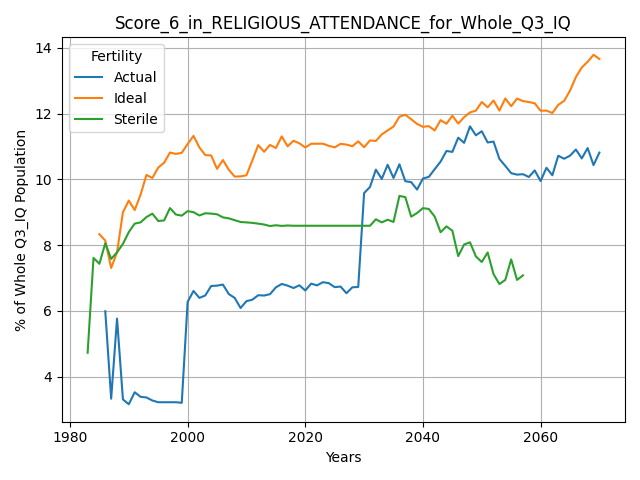 Score_6_in_RELIGIOUS_ATTENDANCE_for_Whole_Q3_IQ
Fertility
Actual
Ideal
Sterile
% of Whole Q3_IQ Population
14
12
10
8
6
4
1980
2000
2020
2040
2060
Years